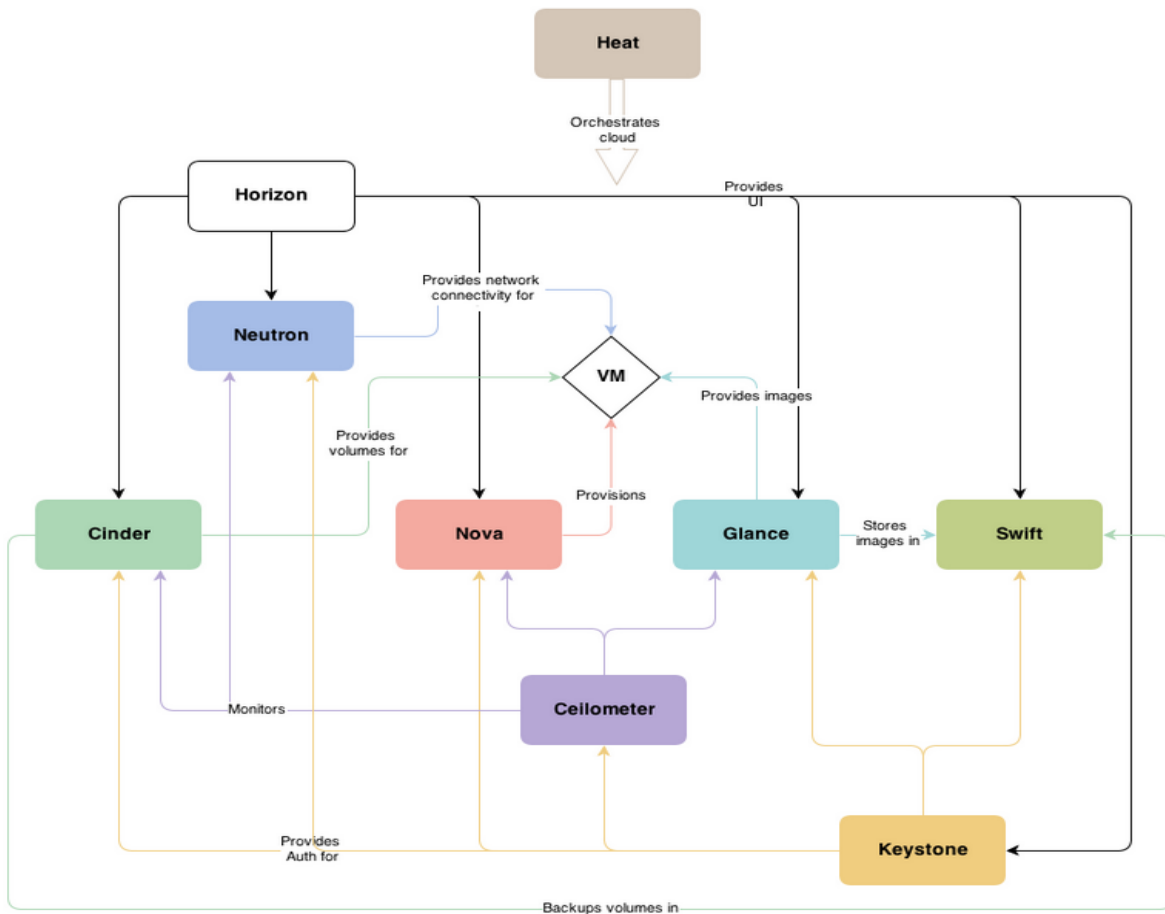 Heat
Orchestrates
cloud
Horizon
Provides
UI
Provides network
connectivity for
Neutron
VM
Provides images
Provides
volumes for
Provisions
Cinder
Nova
Glance
Stores
images in
Swift
Monitors
Ceilometer
Provides
Auth for
Keystone
Backups volumes in